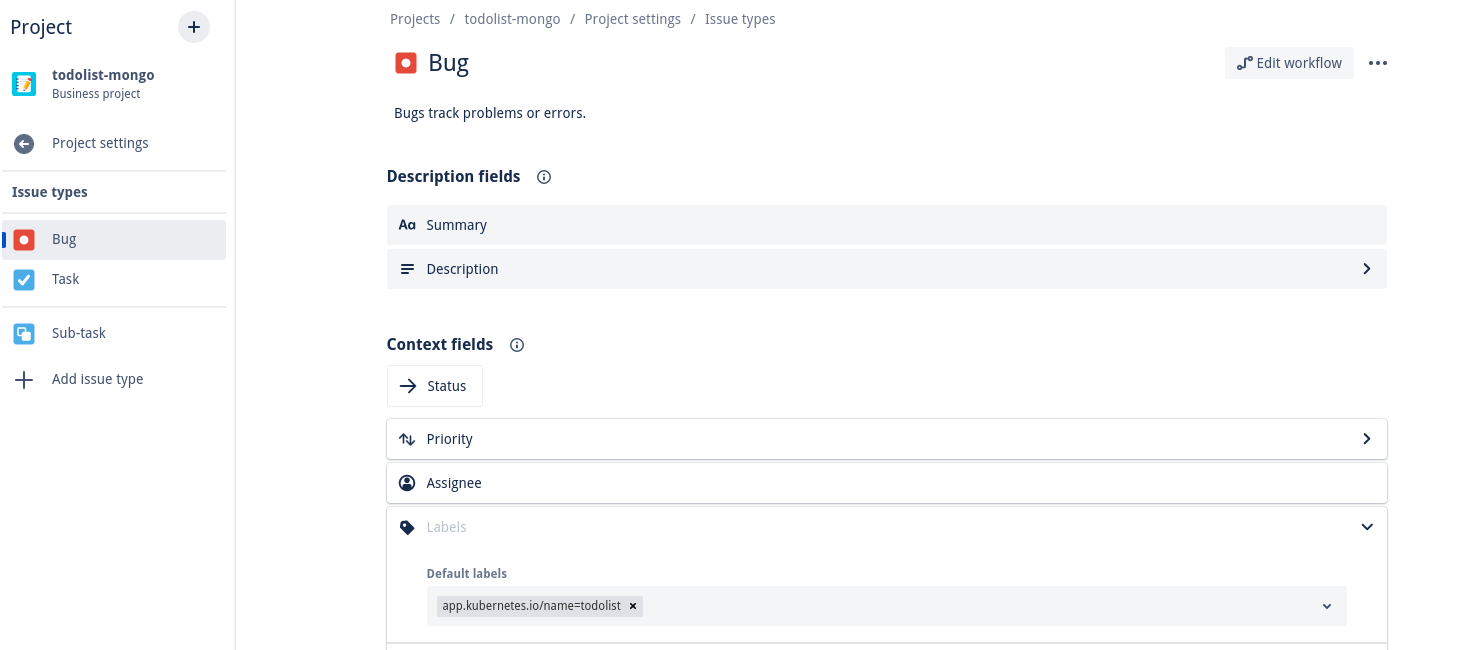 Project
todolist-mongo
Business project
Project settings
Issue types
Bug
Task
Sub-task
Add issue type
Projects / todolist-mongo / Project settings / Issue types
Bug
Edit workflow
Bugs track problems or errors.
Description fields
Aa Summary
Description
Context fields
Status
Priority
Assignee
Labels
Default labels
app.kubernetes.io/name=todolist